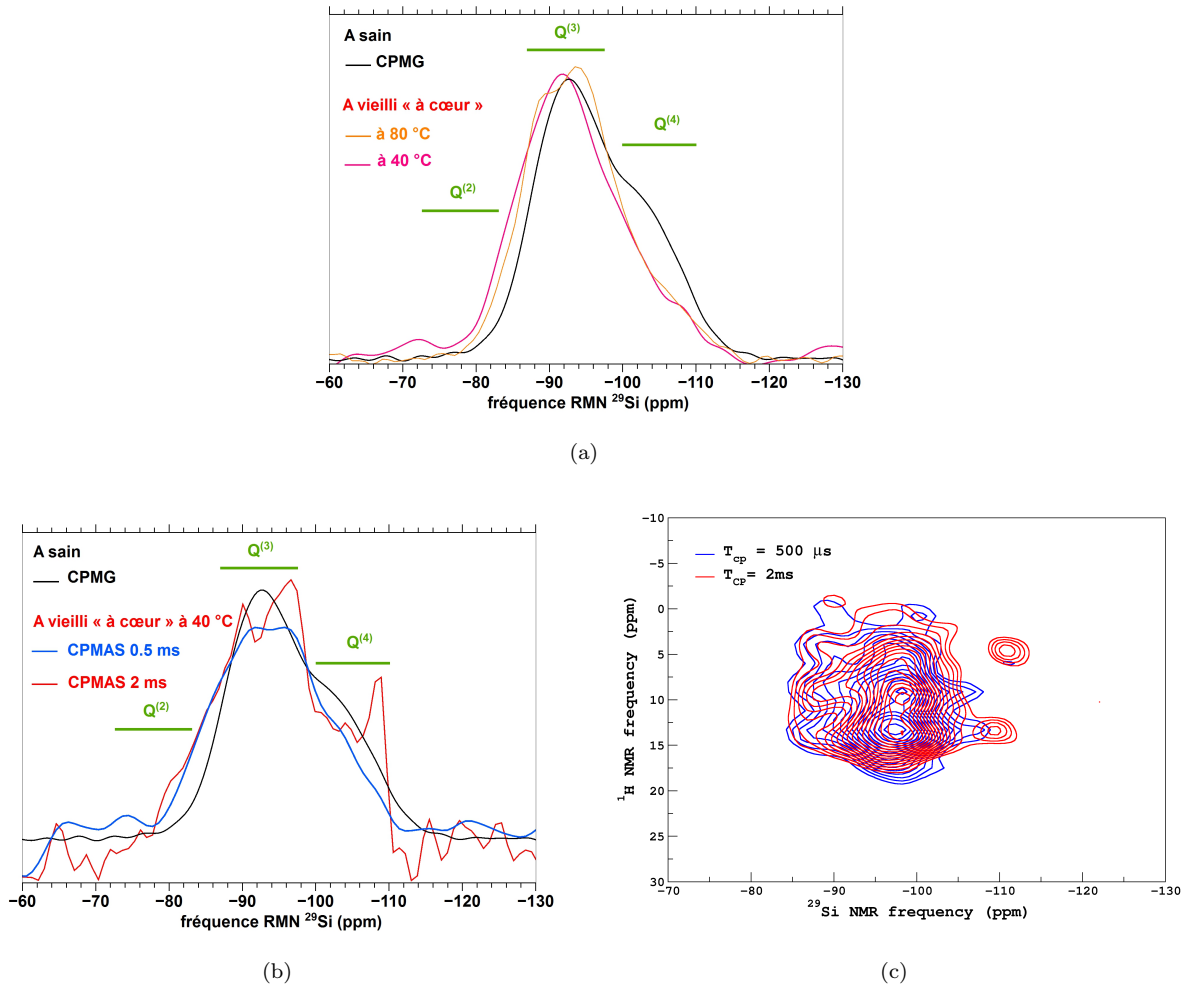 A sain
CPMG
A vieilli « à cœur »
à 80 °C
à 40 °C
Q(2)
Q(3)
Q(4)
−60 −70 −80 −90 −100 −110 −120 −130
fréquence RMN 29Si (ppm)
(a)
A sain
CPMG
A vieilli « à cœur » à 40 °C
CPMAS 0.5 ms
CPMAS 2 ms
Q(2)
Q(3)
Q(4)
−60 −70 −80 −90 −100 −110 −120 −130
fréquence RMN 29Si (ppm)
(b)
Tcp = 500 μs
TCP= 2ms
1H NMR frequency (ppm)
-10
-5
0
5
10
15
20
25
30
-70 -80 -90 -100 -110 -120 -130
29Si NMR frequency (ppm)
(c)